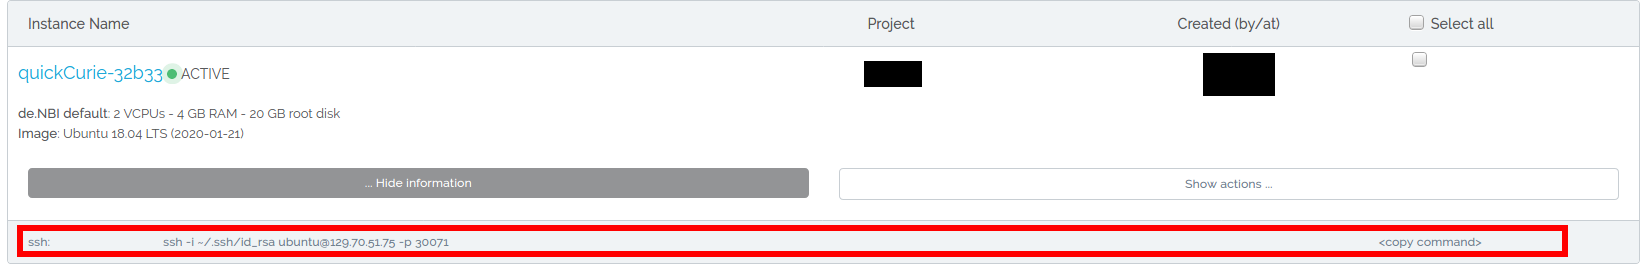 Instance Name Project Created (by/at) Select all
quickCurie-32b33 ACTIVE
de.NBI default: 2 VCPUs - 4 GB RAM - 20 GB root disk
Image: Ubuntu 18.04 LTS (2020-01-21)
... Hide information Show actions ...
ssh: ssh -i ~/.ssh/id_rsa ubuntu@129.70.51.75 -p 30071 <copy command>